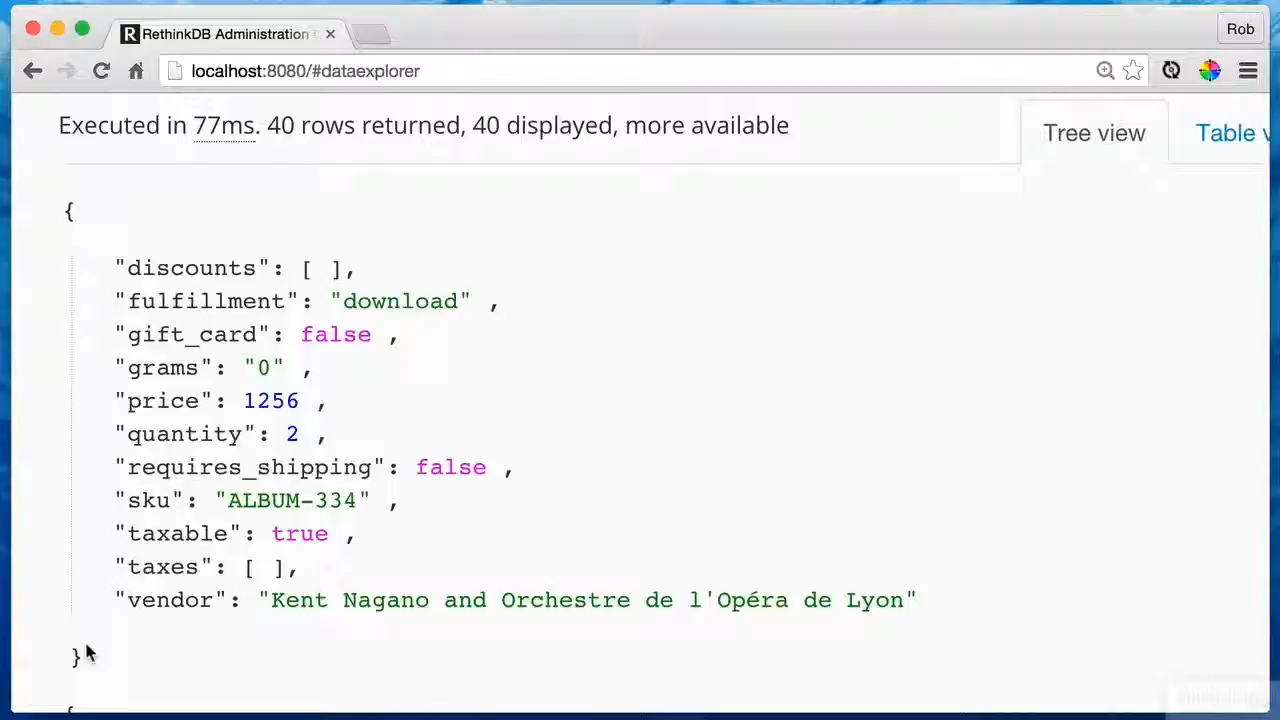 RethinkDB Administration
Rob
localhost:8080/#dataexplorer
Executed in 77ms. 40 rows returned, 40 displayed, more available
Tree view
Table
{
"discounts": [ ],
"fulfillment": "download" ,
"gift_card": false ,
"grams": "0" ,
"price": 1256 ,
"quantity": 2 ,
"requires_shipping": false ,
"sku": "ALBUM-334" ,
"taxable": true ,
"taxes": [ ],
"vendor": "Kent Nagano and Orchestre de l'Opéra de Lyon"
}